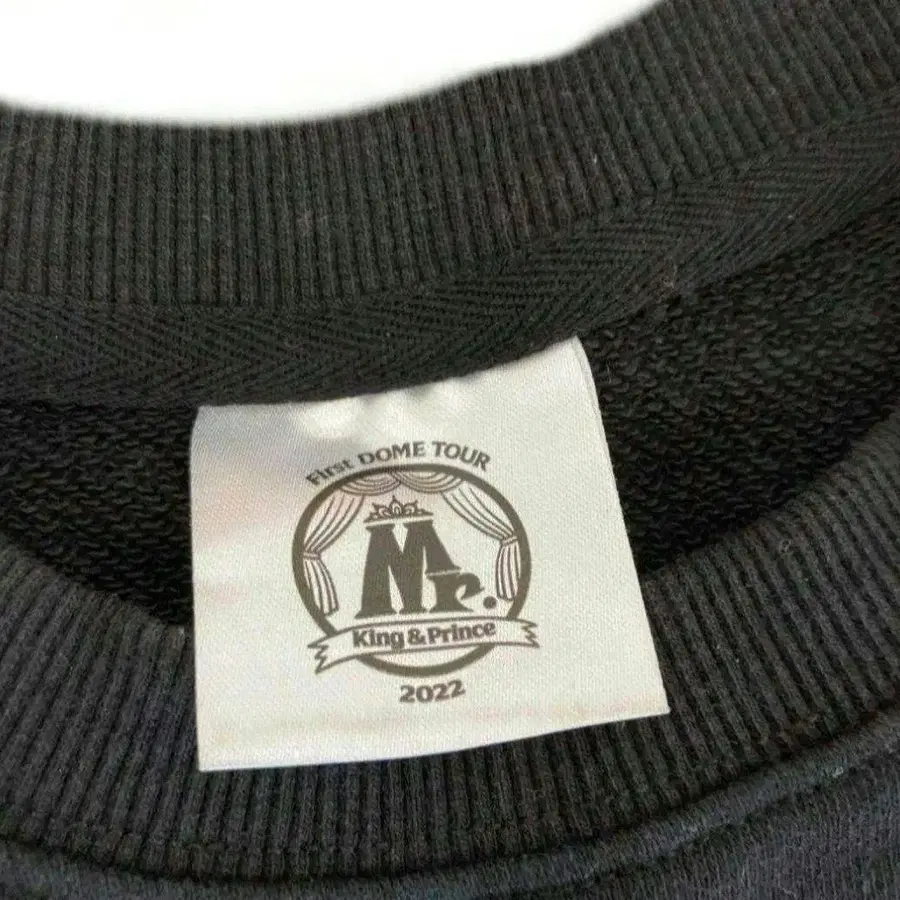 First DOME TOUR
Mr.
King & Prince
2022